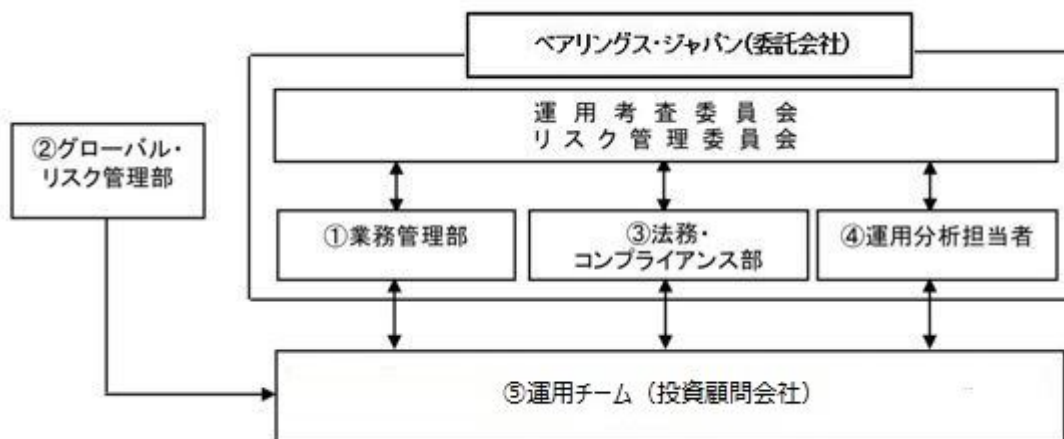 ベアリングス・ジャパン(委託会社)
運用考査委員会
リスク管理委員会
②グローバル・
リスク管理部
①業務管理部
③法務・
コンプライアンス部
④運用分析担当者
⑤運用チーム（投資顧問会社）